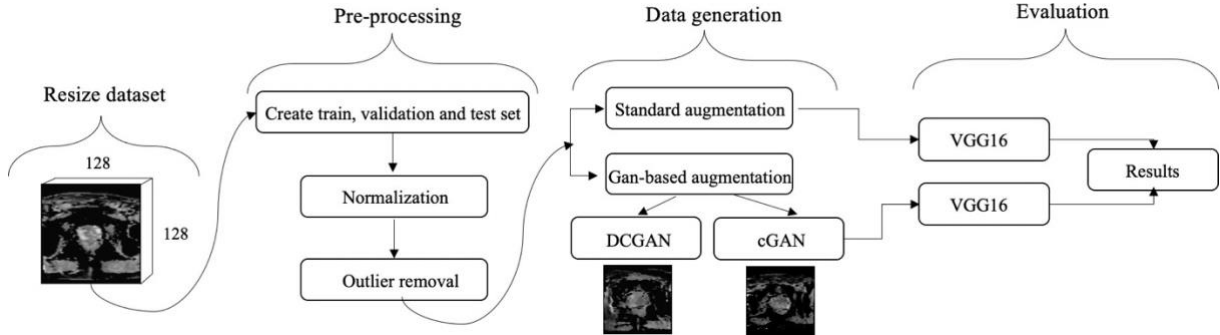 Resize dataset
128
128
Pre-processing
Create train, validation and test set
Normalization
Outlier removal
Data generation
Standard augmentation
Gan-based augmentation
DCGAN
cGAN
Evaluation
VGG16
VGG16
Results